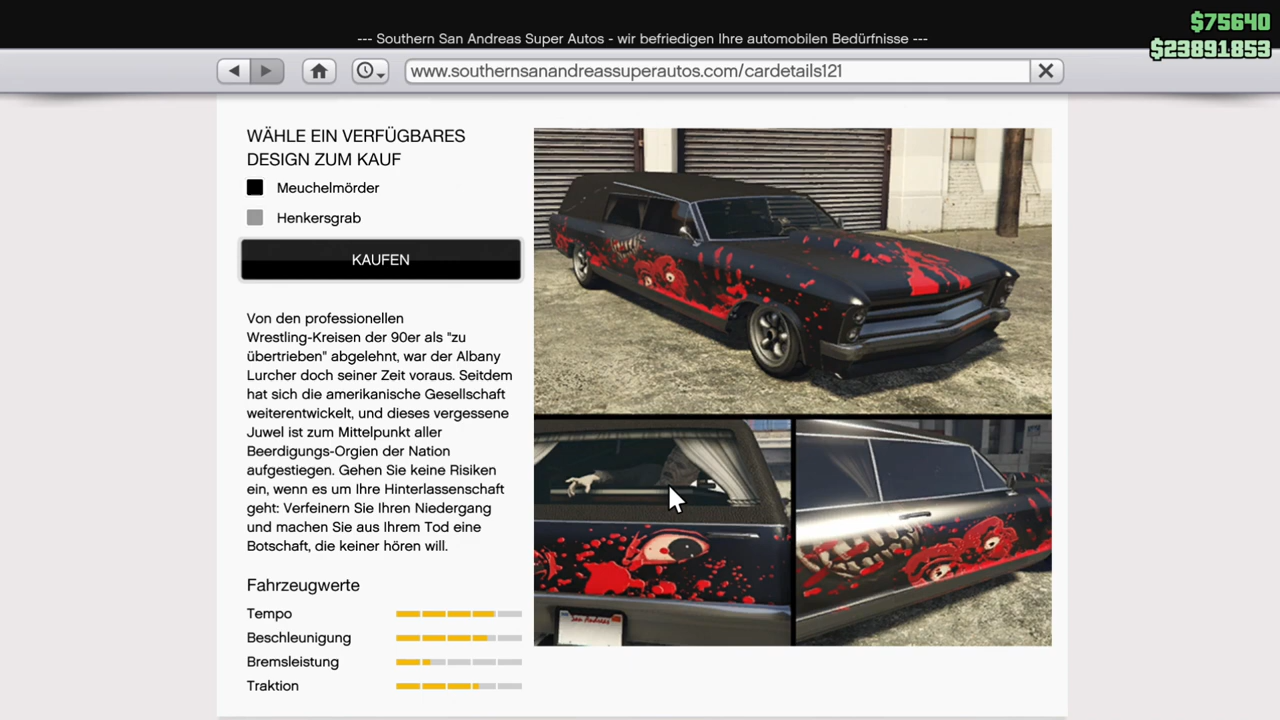 $75640
--- Southern San Andreas Super Autos - wir befriedigen Ihre automobilen Bedürfnisse ---
$23891853
www.southernsanandreassuperautos.com/cardetails121
WÄHLE EIN VERFÜGBARES
DESIGN ZUM KAUF
Meuchelmörder
Henkersgrab
KAUFEN
Von den professionellen
Wrestling-Kreisen der 90er als "zu
übertrieben" abgelehnt, war der Albany
Lurcher doch seiner Zeit voraus. Seitdem
hat sich die amerikanische Gesellschaft
weiterentwickelt, und dieses vergessene
Juwel ist zum Mittelpunkt aller
Beerdigungs-Orgien der Nation
aufgestiegen. Gehen Sie keine Risiken
ein, wenn es um Ihre Hinterlassenschaft
geht: Verfeinern Sie Ihren Niedergang
und machen Sie aus Ihrem Tod eine
Botschaft, die keiner hören will.
Fahrzeugwerte
Tempo
Beschleunigung
Bremsleistung
Traktion
San Andreas